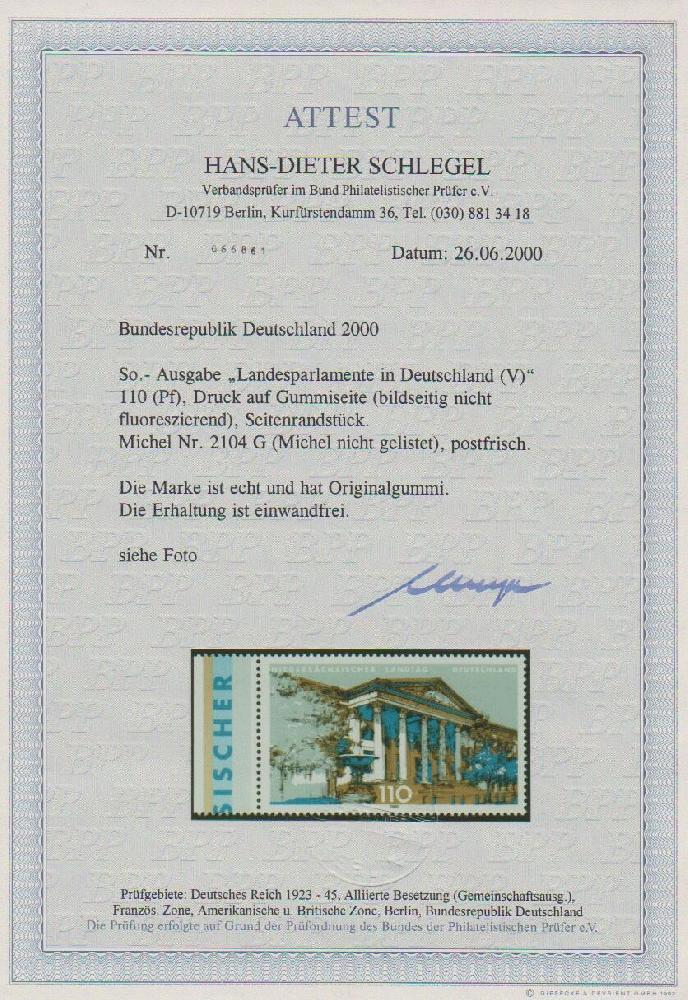 ATTEST
HANS-DIETER SCHLEGEL
Verbandsprüfer im Bund Philatelistischer Prüfer e.V.
D-10719 Berlin, Kurfürstendamm 36, Tel. (030) 881 34 18
Nr. 066861 Datum: 26.06.2000
Bundesrepublik Deutschland 2000
So.- Ausgabe „Landesparlamente in Deutschland (V)“
110 (Pf), Druck auf Gummiseite (bildseitig nicht
fluoreszierend), Seitenrandstück.
Michel Nr. 2104 G (Michel nicht gelistet), postfrisch.
Die Marke ist echt und hat Originalgummi.
Die Erhaltung ist einwandfrei.
siehe Foto
SISCHER
NIEDERSÄCHSISCHER LANDTAG DEUTSCHLAND
110
Prüfgebiete: Deutsches Reich 1923 - 45, Alliierte Besetzung (Gemeinschaftsausg.),
Französ. Zone, Amerikanische u. Britische Zone, Berlin, Bundesrepublik Deutschland
Die Prüfung erfolgte auf Grund der Prüfordnung des Bundes der Philatelistischen Prüfer e.V.
© GIESECKE & DEVRIENT GMBH